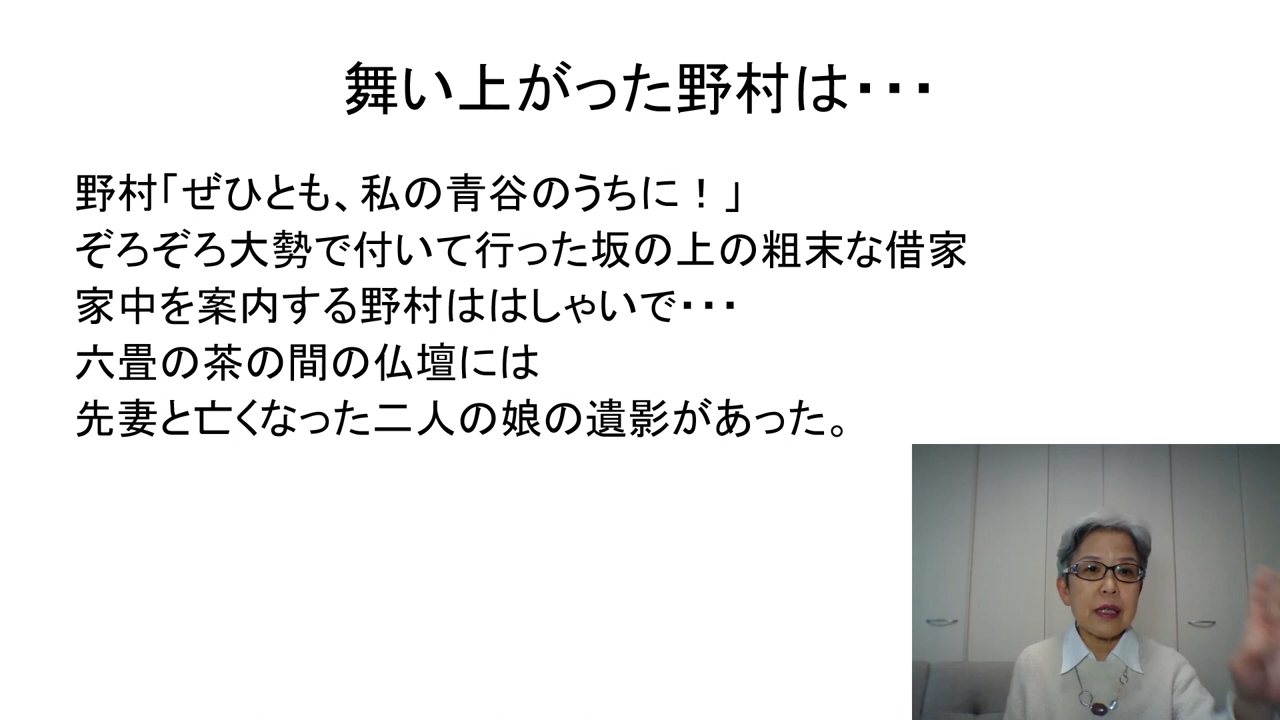 舞い上がった野村は・・・
野村「ぜひとも、私の青谷のうちに！」
ぞろぞろ大勢で付いて行った坂の上の粗末な借家
家中を案内する野村ははしゃいで・・・
六畳の茶の間の仏壇には
先妻と亡くなった二人の娘の遺影があった。